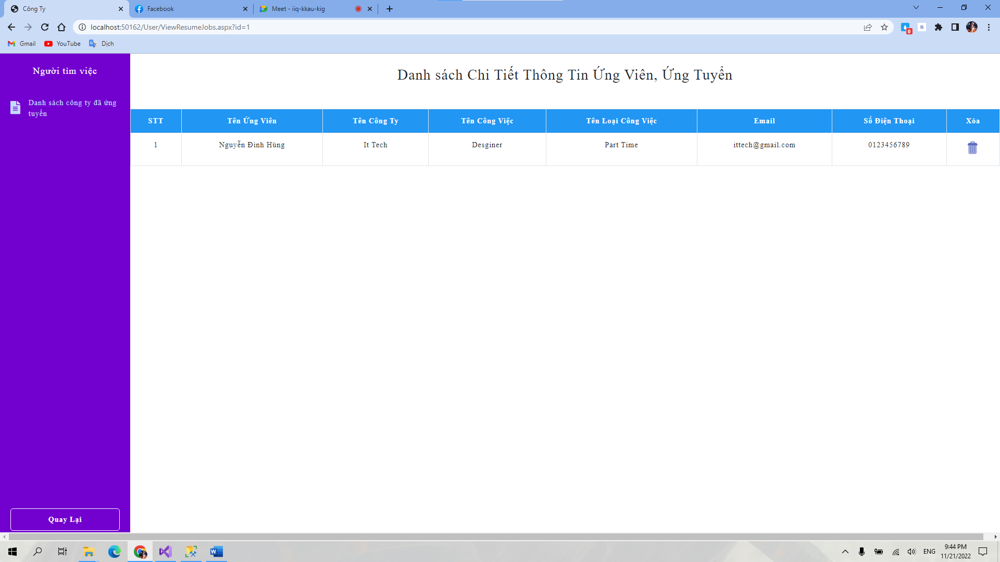 Công Ty
Facebook
Meet - iiq-kkau-kig
localhost:50162/User/ViewResumeJobs.aspx?id=1
0
B
Gmail
YouTube
Dịch
Người tìm việc
Danh sách công ty đã ứng
tuyển
Quay Lại
Danh sách Chi Tiết Thông Tin Ứng Viên, Ứng Tuyển
STT Tên Ứng Viên Tên Công Ty Tên Công Việc Tên Loại Công Việc Email Số Điện Thoại Xóa
1 Nguyễn Đình Hùng It Tech Desginer Part Time ittech@gmail.com 0123456789
ENG
9:44 PM
11/21/2022